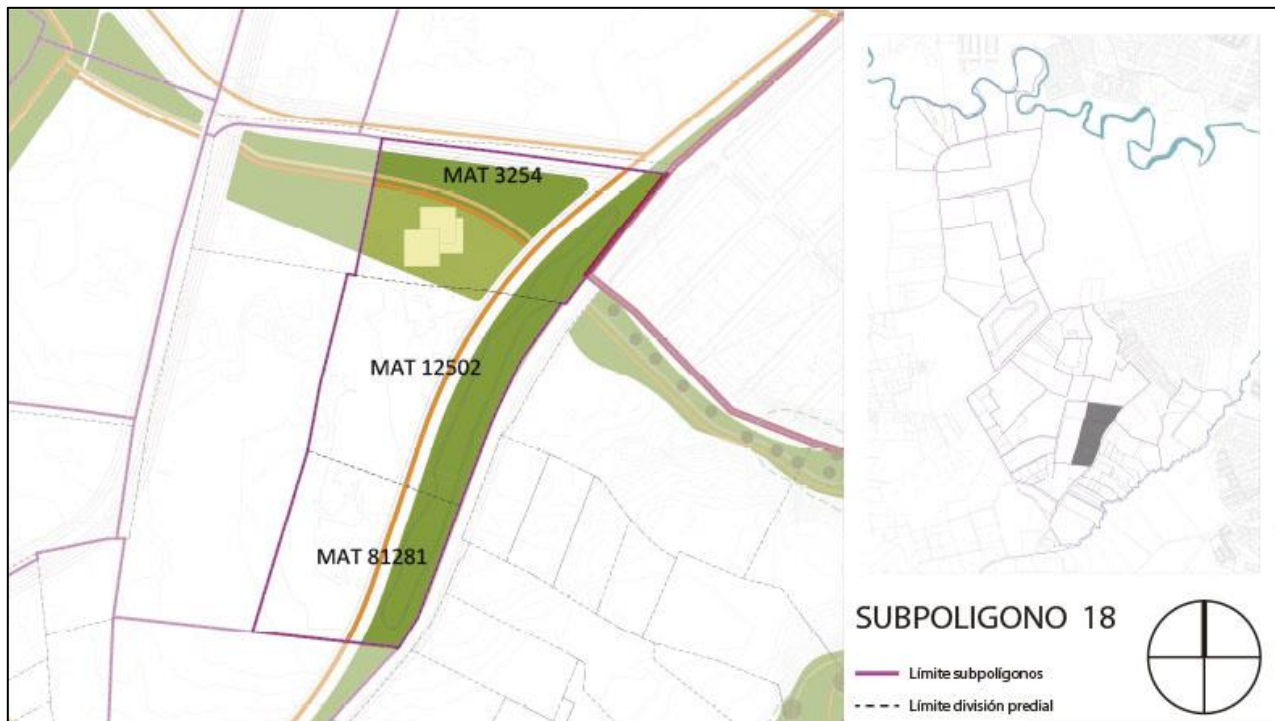 MAT 3254
MAT 12502
MAT 81281
SUBPOLIGONO 18
Límite subpolígonos
Límite división predial